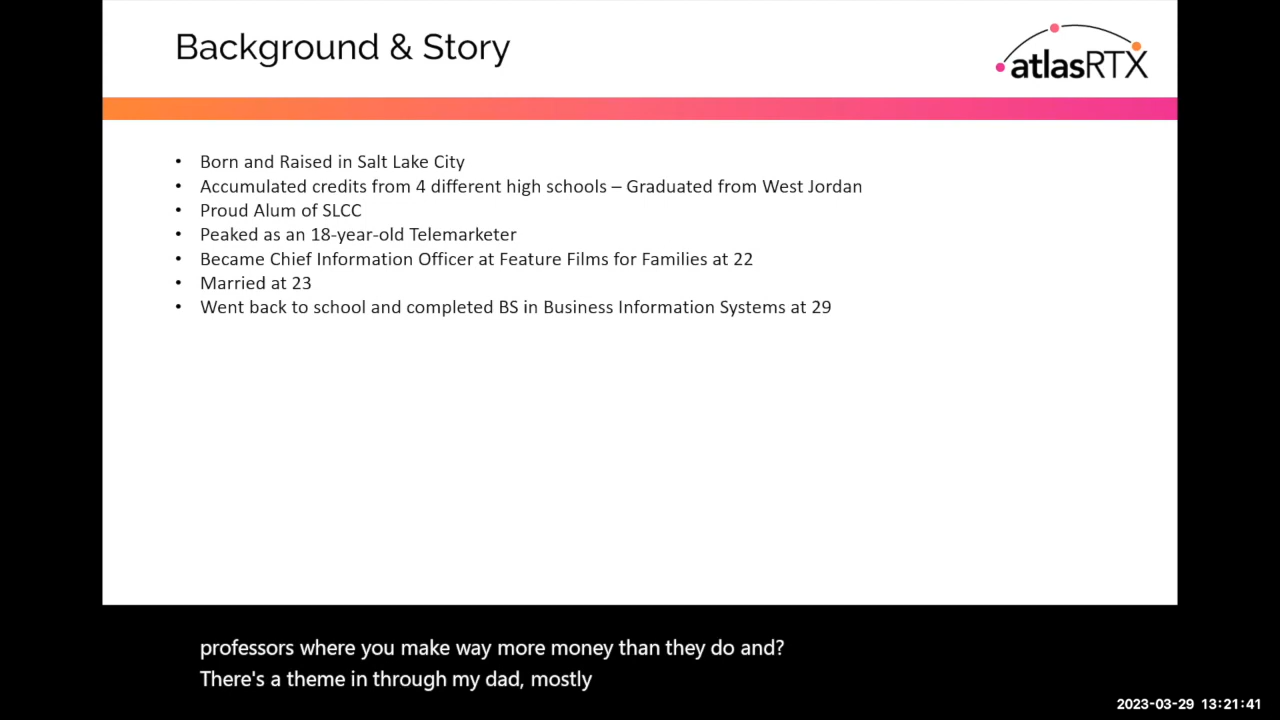 Background & Story
atlasRTX
• Born and Raised in Salt Lake City
• Accumulated credits from 4 different high schools – Graduated from West Jordan
• Proud Alum of SLCC
• Peaked as an 18-year-old Telemarketer
• Became Chief Information Officer at Feature Films for Families at 22
• Married at 23
• Went back to school and completed BS in Business Information Systems at 29
professors where you make way more money than they do and?
There's a theme in through my dad, mostly
2023-03-29 13:21:41